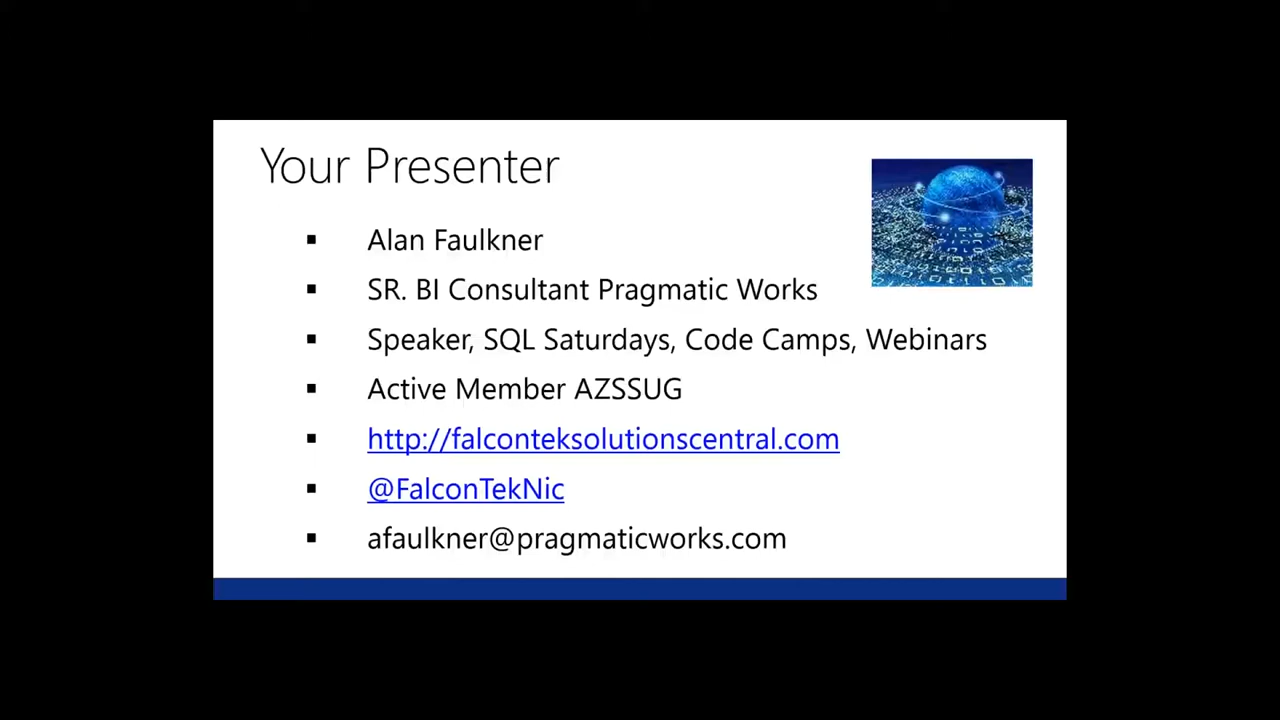 Your Presenter
Alan Faulkner
SR. BI Consultant Pragmatic Works
Speaker, SQL Saturdays, Code Camps, Webinars
Active Member AZSSUG
http://falconteksolutionscentral.com
@FalconTekNic
afaulkner@pragmaticworks.com